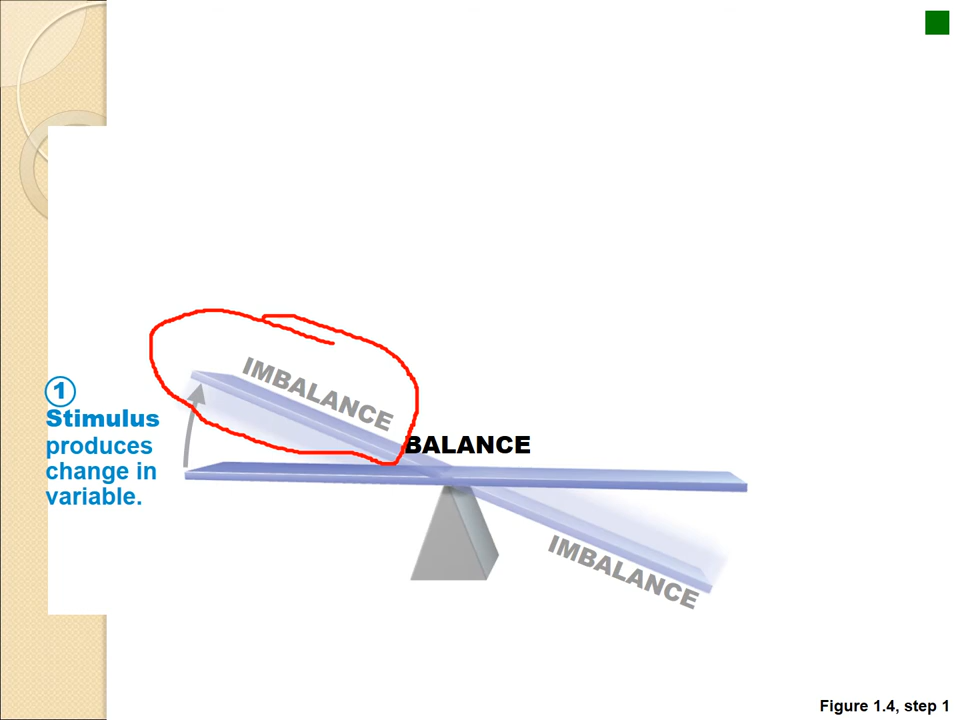 IMBALANCE
1
Stimulus
produces
change in
variable.
BALANCE
IMBALANCE
Figure 1.4, step 1